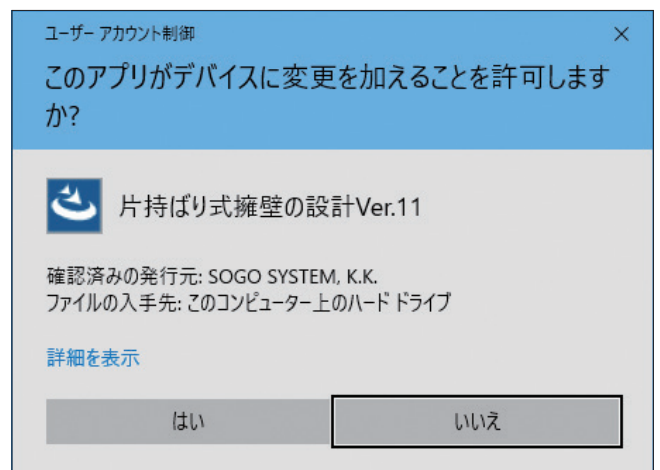 ユーザー アカウント制御
このアプリがデバイスに変更を加えることを許可します
か?
片持ばり式擁壁の設計Ver.11
確認済みの発行元: SOGO SYSTEM, K.K.
ファイルの入手先: このコンピューター上のハード ドライブ
詳細を表示
はい
いいえ